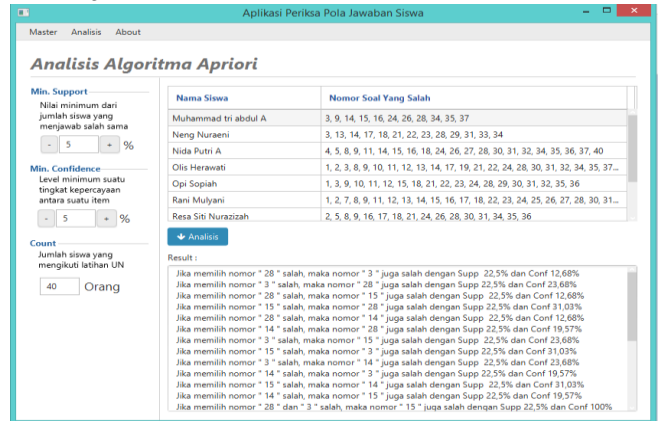 Aplikasi Periksa Pola Jawaban Siswa
Master Analisis About
Analisis Algoritma Apriori
Min. Support
Nilai minimum dari
jumlah siswa yang
menjawab salah sama
- 5 + %
Min. Confidence
Level minimum suatu
tingkat kepercayaan
antara suatu item
- 5 + %
Count
Jumlah siswa yang
mengikuti latihan UN
40 Orang
Nama Siswa Nomor Soal Yang Salah
Muhammad tri abdul A 3, 9, 14, 15, 16, 24, 26, 28, 34, 35, 37
Neng Nuraeni 3, 13, 14, 17, 18, 21, 22, 23, 28, 29, 31, 33, 34
Nida Putri A 4, 5, 8, 9, 11, 14, 15, 16, 18, 24, 26, 27, 28, 30, 31, 32, 34, 35, 36, 37, 40
Olis Herawati 1, 2, 3, 8, 9, 10, 11, 12, 13, 14, 17, 19, 21, 22, 24, 28, 30, 31, 32, 34, 35, 37...
Opi Sopiah 1, 3, 9, 10, 11, 12, 15, 18, 21, 22, 23, 24, 28, 29, 30, 31, 32, 35, 36
Rani Mulyani 1, 2, 7, 8, 9, 11, 12, 13, 14, 15, 16, 17, 18, 22, 23, 24, 25, 26, 27, 28, 30, 31...
Resa Siti Nurazizah 2, 5, 8, 9, 16, 17, 18, 21, 24, 26, 28, 30, 31, 34, 35, 36
Analisis
Result :
Jika memilih nomor " 28 " salah, maka nomor " 3 " juga salah dengan Supp 22,5% dan Conf 12,68%
Jika memilih nomor " 3 " salah, maka nomor " 28 " juga salah dengan Supp 22,5% dan Conf 23,68%
Jika memilih nomor " 28 " salah, maka nomor " 15 " juga salah dengan Supp 22,5% dan Conf 12,68%
Jika memilih nomor " 15 " salah, maka nomor " 28 " juga salah dengan Supp 22,5% dan Conf 31,03%
Jika memilih nomor " 28 " salah, maka nomor " 14 " juga salah dengan Supp 22,5% dan Conf 12,68%
Jika memilih nomor " 14 " salah, maka nomor " 28 " juga salah dengan Supp 22,5% dan Conf 19,57%
Jika memilih nomor " 3 " salah, maka nomor " 15 " juga salah dengan Supp 22,5% dan Conf 23,68%
Jika memilih nomor " 15 " salah, maka nomor " 3 " juga salah dengan Supp 22,5% dan Conf 31,03%
Jika memilih nomor " 3 " salah, maka nomor " 14 " juga salah dengan Supp 22,5% dan Conf 23,68%
Jika memilih nomor " 14 " salah, maka nomor " 3 " juga salah dengan Supp 22,5% dan Conf 19,57%
Jika memilih nomor " 15 " salah, maka nomor " 14 " juga salah dengan Supp 22,5% dan Conf 31,03%
Jika memilih nomor " 14 " salah, maka nomor " 15 " juga salah dengan Supp 22,5% dan Conf 19,57%
Jika memilih nomor " 28 " dan " 3 " salah, maka nomor " 15 " juga salah dengan Supp 22,5% dan Conf 100%